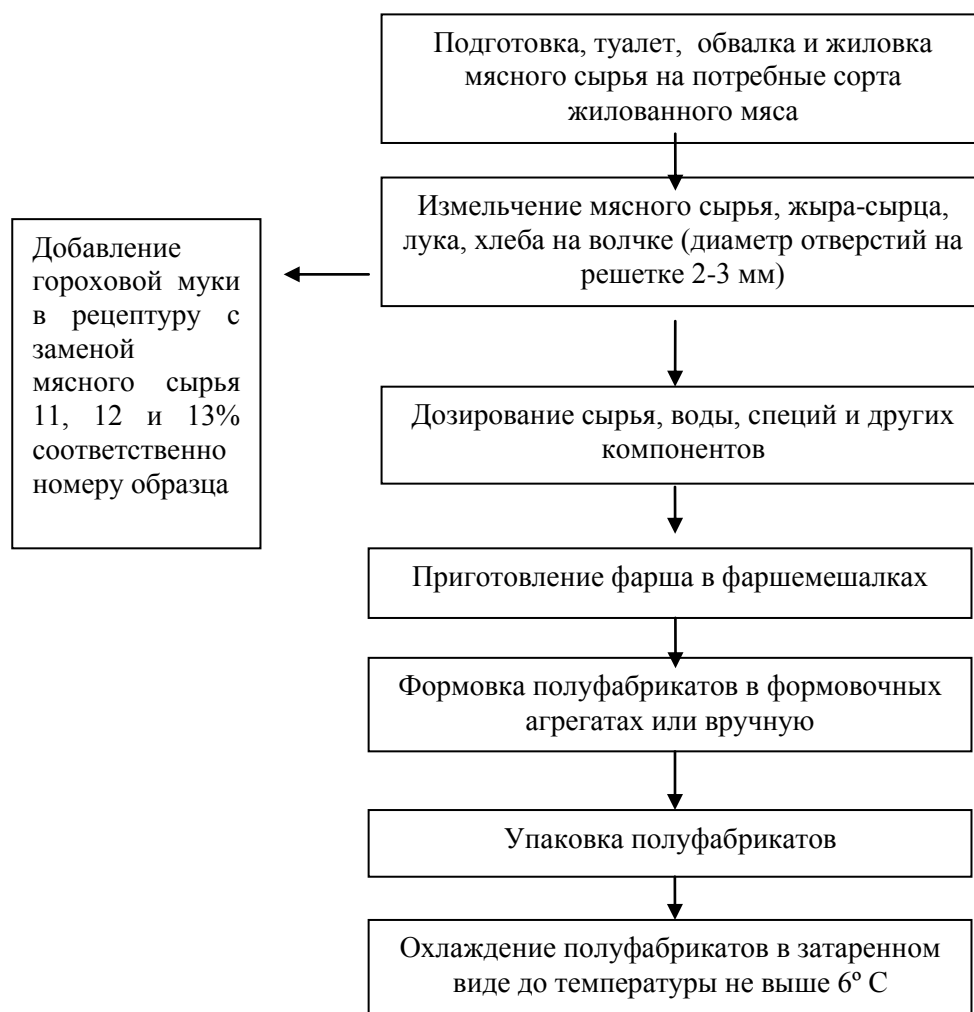 Подготовка, туалет, обвалка и жиловка
мясного сырья на потребные сорта
жилованного мяса
Измельчение мясного сырья, жыра-сырца,
лука, хлеба на волчке (диаметр отверстий на
решетке 2-3 мм)
Добавление
гороховой муки
в рецептуру с
заменой
мясного сырья
11, 12 и 13%
соответственно
номеру образца
Дозирование сырья, воды, специй и других
компонентов
Приготовление фарша в фаршемешалках
Формовка полуфабрикатов в формовочных
агрегатах или вручную
Упаковка полуфабрикатов
Охлаждение полуфабрикатов в затаренном
виде до температуры не выше 6º С